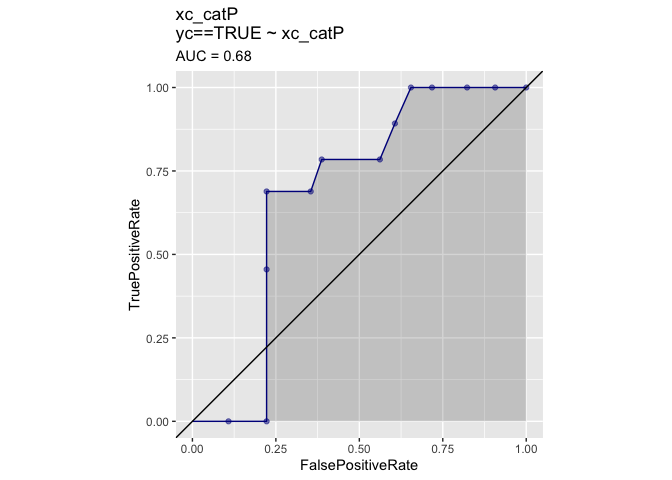 xc_catP
yc==TRUE ~ xc_catP
AUC = 0.68
1.00
0.75
0.50
0.25
0.00
TruePositiveRate
0.00 0.25 0.50 0.75 1.00
FalsePositiveRate